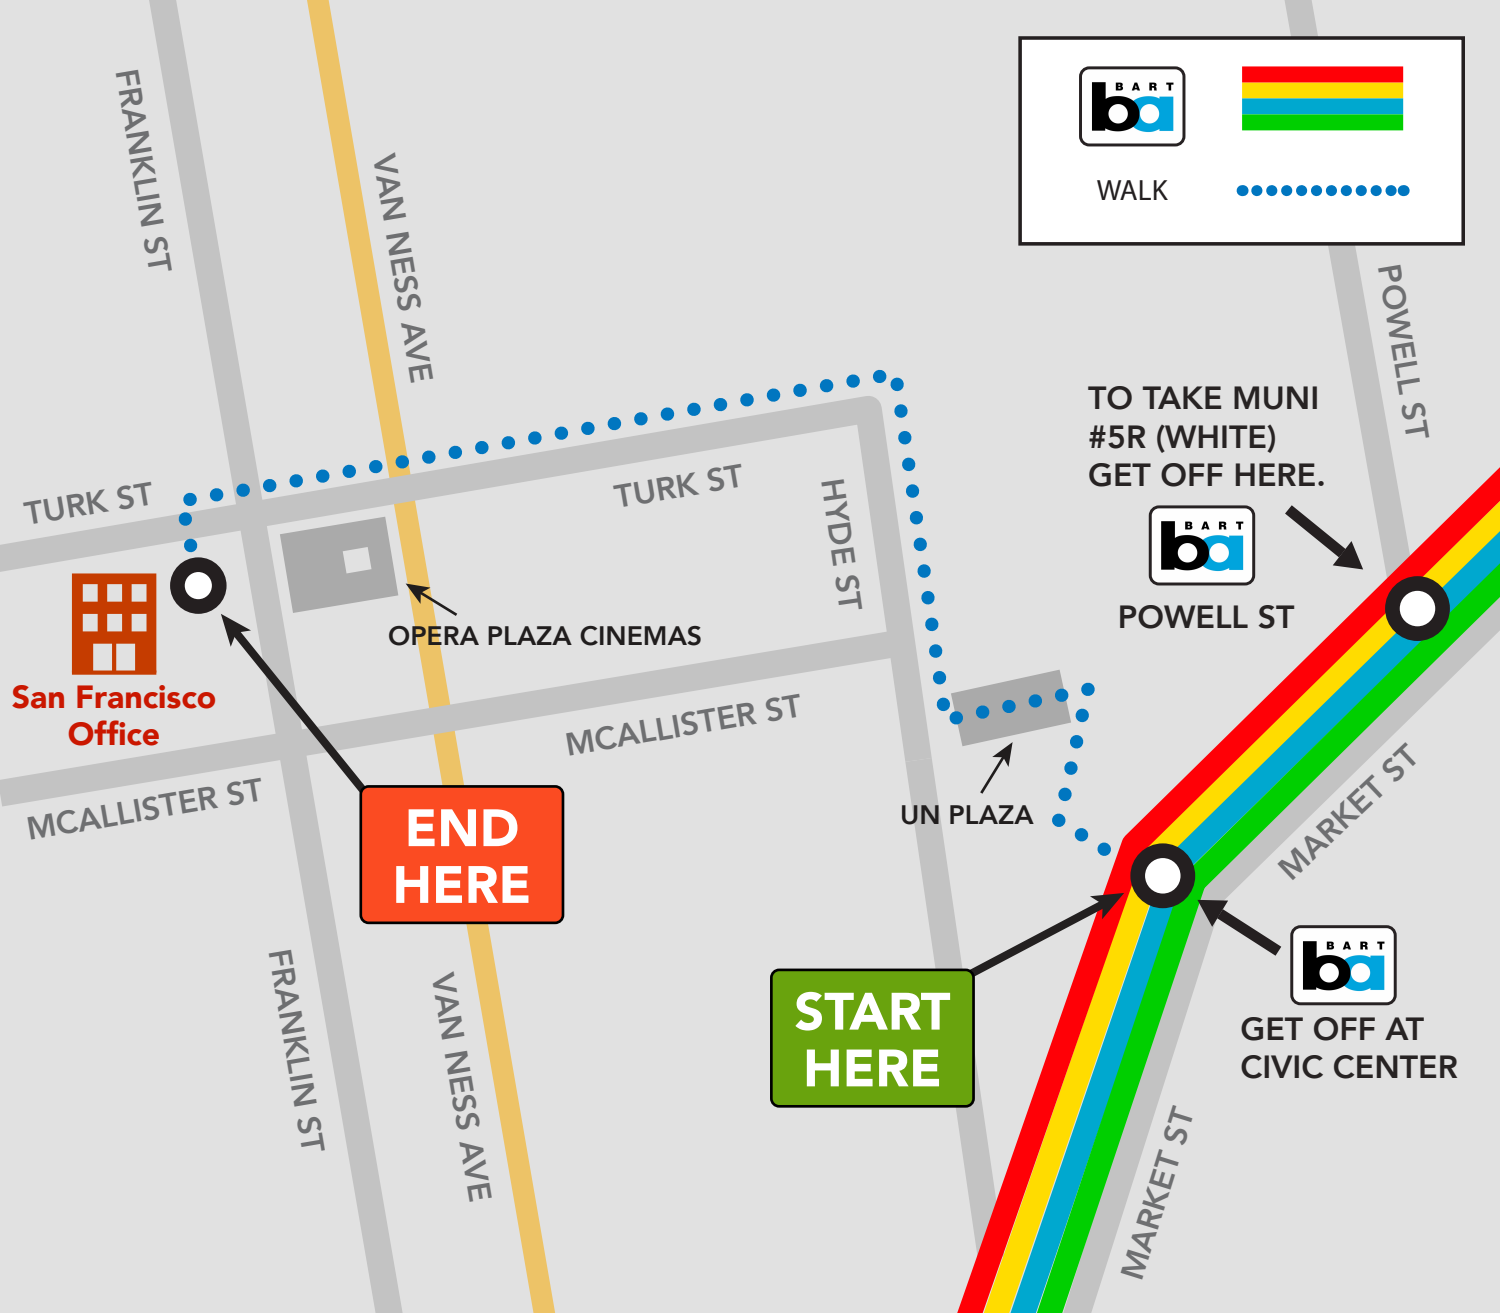 BART
ba
WALK
FRANKLIN ST
VAN NESS AVE
POWELL ST
TO TAKE MUNI
#5R (WHITE)
GET OFF HERE.
BART
ba
POWELL ST
TURK ST
TURK ST
HYDE ST
OPERA PLAZA CINEMAS
San Francisco
Office
MCALLISTER ST
MCALLISTER ST
UN PLAZA
MARKET ST
END
HERE
START
HERE
BART
ba
GET OFF AT
CIVIC CENTER
FRANKLIN ST
VAN NESS AVE
MARKET ST